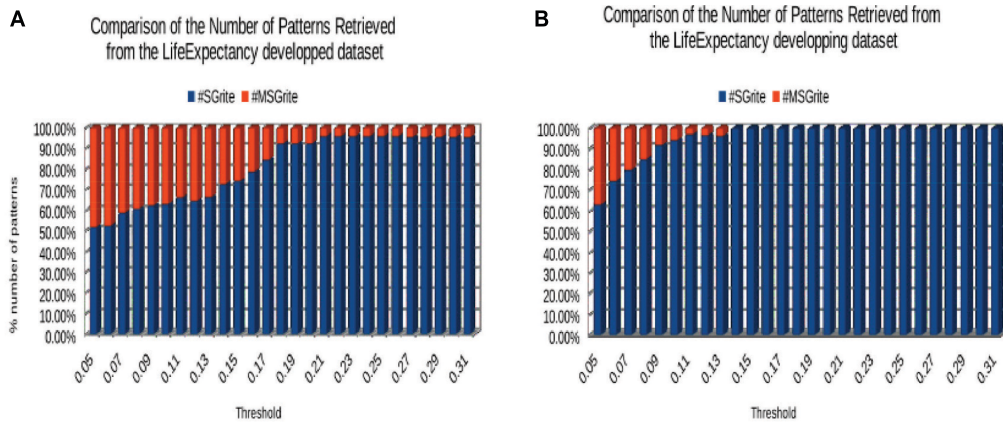 A
Comparison of the Number of Patterns Retrieved
from the LifeExpectancy developped dataset
#SGrite #MSGrite
% number of patterns
100.00%
90.00%
80.00%
70.00%
60.00%
50.00%
40.00%
30.00%
20.00%
10.00%
0.00%
0.05 0.07 0.09 0.11 0.13 0.15 0.17 0.19 0.21 0.23 0.25 0.27 0.29 0.31
Threshold
B
Comparison of the Number of Patterns Retrieved from
the LifeExpectancy developping dataset
#SGrite #MSGrite
100.00%
90.00%
80.00%
70.00%
60.00%
50.00%
40.00%
30.00%
20.00%
10.00%
0.00%
0.05 0.07 0.09 0.11 0.13 0.15 0.17 0.19 0.21 0.23 0.25 0.27 0.29 0.31
Threshold